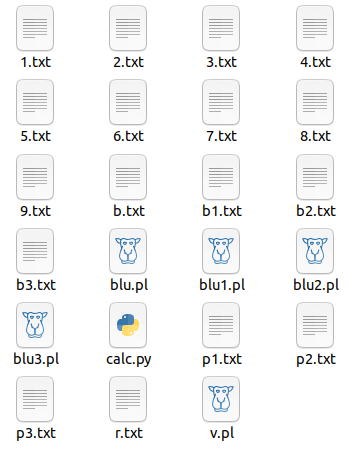 1.txt 2.txt 3.txt 4.txt
5.txt 6.txt 7.txt 8.txt
9.txt b.txt b1.txt b2.txt
b3.txt blu.pl blu1.pl blu2.pl
blu3.pl calc.py p1.txt p2.txt
p3.txt r.txt v.pl